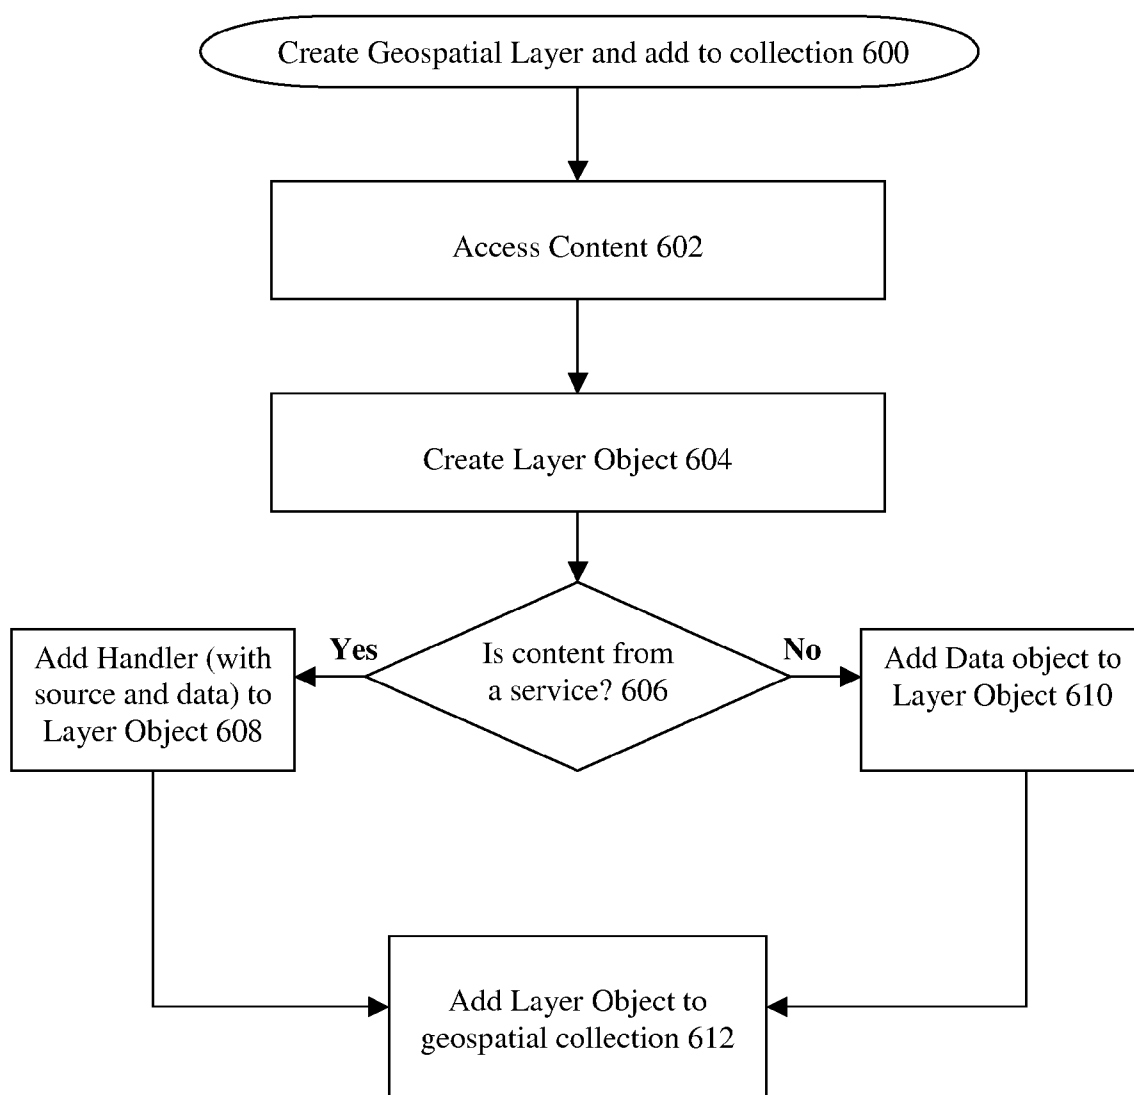 Create Geospatial Layer and add to collection 600
Access Content 602
Create Layer Object 604
Is content from
a service? 606
Yes
No
Add Handler (with
source and data) to
Layer Object 608
Add Data object to
Layer Object 610
Add Layer Object to
geospatial collection 612